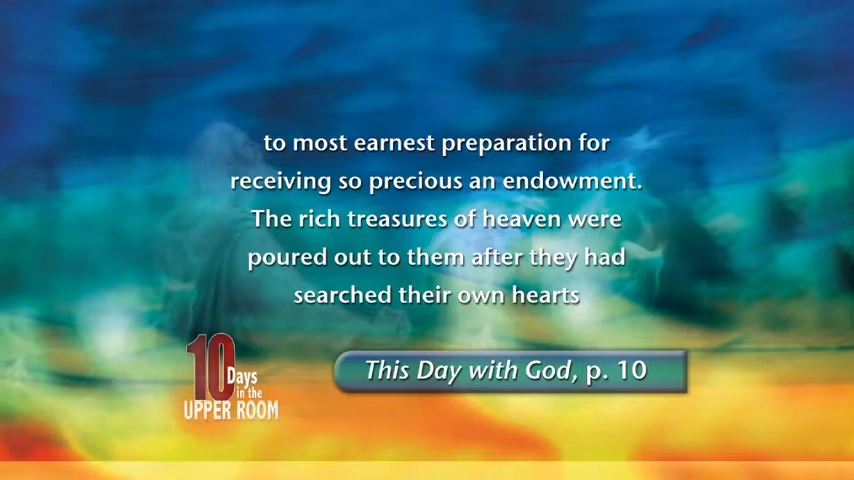 to most earnest preparation for
receiving so precious an endowment.
The rich treasures of heaven were
poured out to them after they had
searched their own hearts
This Day with God, p. 10
10
Days
in the
UPPER ROOM